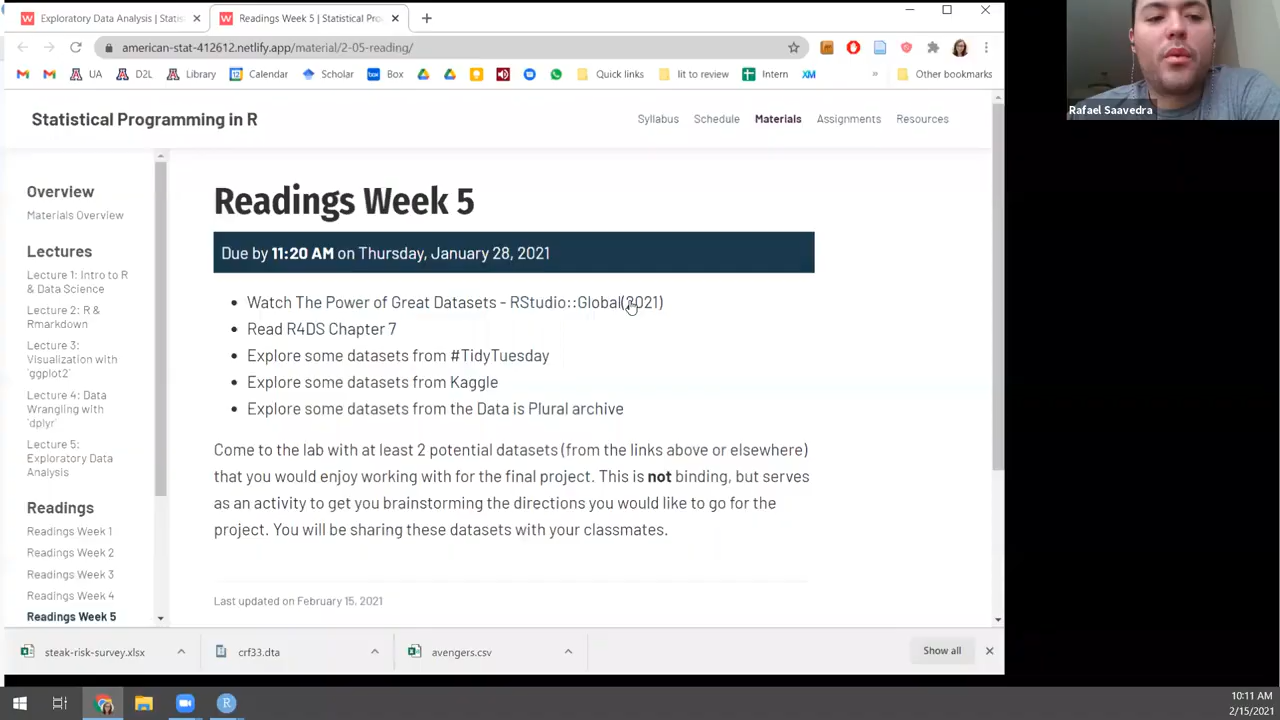 Exploratory Data Analysis | Statis
Readings Week 5 | Statistical Pro
american-stat-412612.netlify.app/material/2-05-reading/
UA
D2L
Library
Calendar
Scholar
Box
Quick links
lit to review
Intern
XM
»
Other bookmarks
Rafael Saavedra
Statistical Programming in R
Syllabus
Schedule
Materials
Assignments
Resources
Overview
Materials Overview
Lectures
Lecture 1: Intro to R
& Data Science
Lecture 2: R &
Rmarkdown
Lecture 3:
Visualization with
`ggplot2`
Lecture 4: Data
Wrangling with
`dplyr`
Lecture 5:
Exploratory Data
Analysis
Readings
Readings Week 1
Readings Week 2
Readings Week 3
Readings Week 4
Readings Week 5
Readings Week 5
Due by 11:20 AM on Thursday, January 28, 2021
• Watch The Power of Great Datasets - RStudio::Global(2021)
• Read R4DS Chapter 7
• Explore some datasets from #TidyTuesday
• Explore some datasets from Kaggle
• Explore some datasets from the Data is Plural archive
Come to the lab with at least 2 potential datasets (from the links above or elsewhere)
that you would enjoy working with for the final project. This is not binding, but serves
as an activity to get you brainstorming the directions you would like to go for the
project. You will be sharing these datasets with your classmates.
Last updated on February 15, 2021
steak-risk-survey.xlsx
crf33.dta
avengers.csv
Show all
10:11 AM
2/15/2021